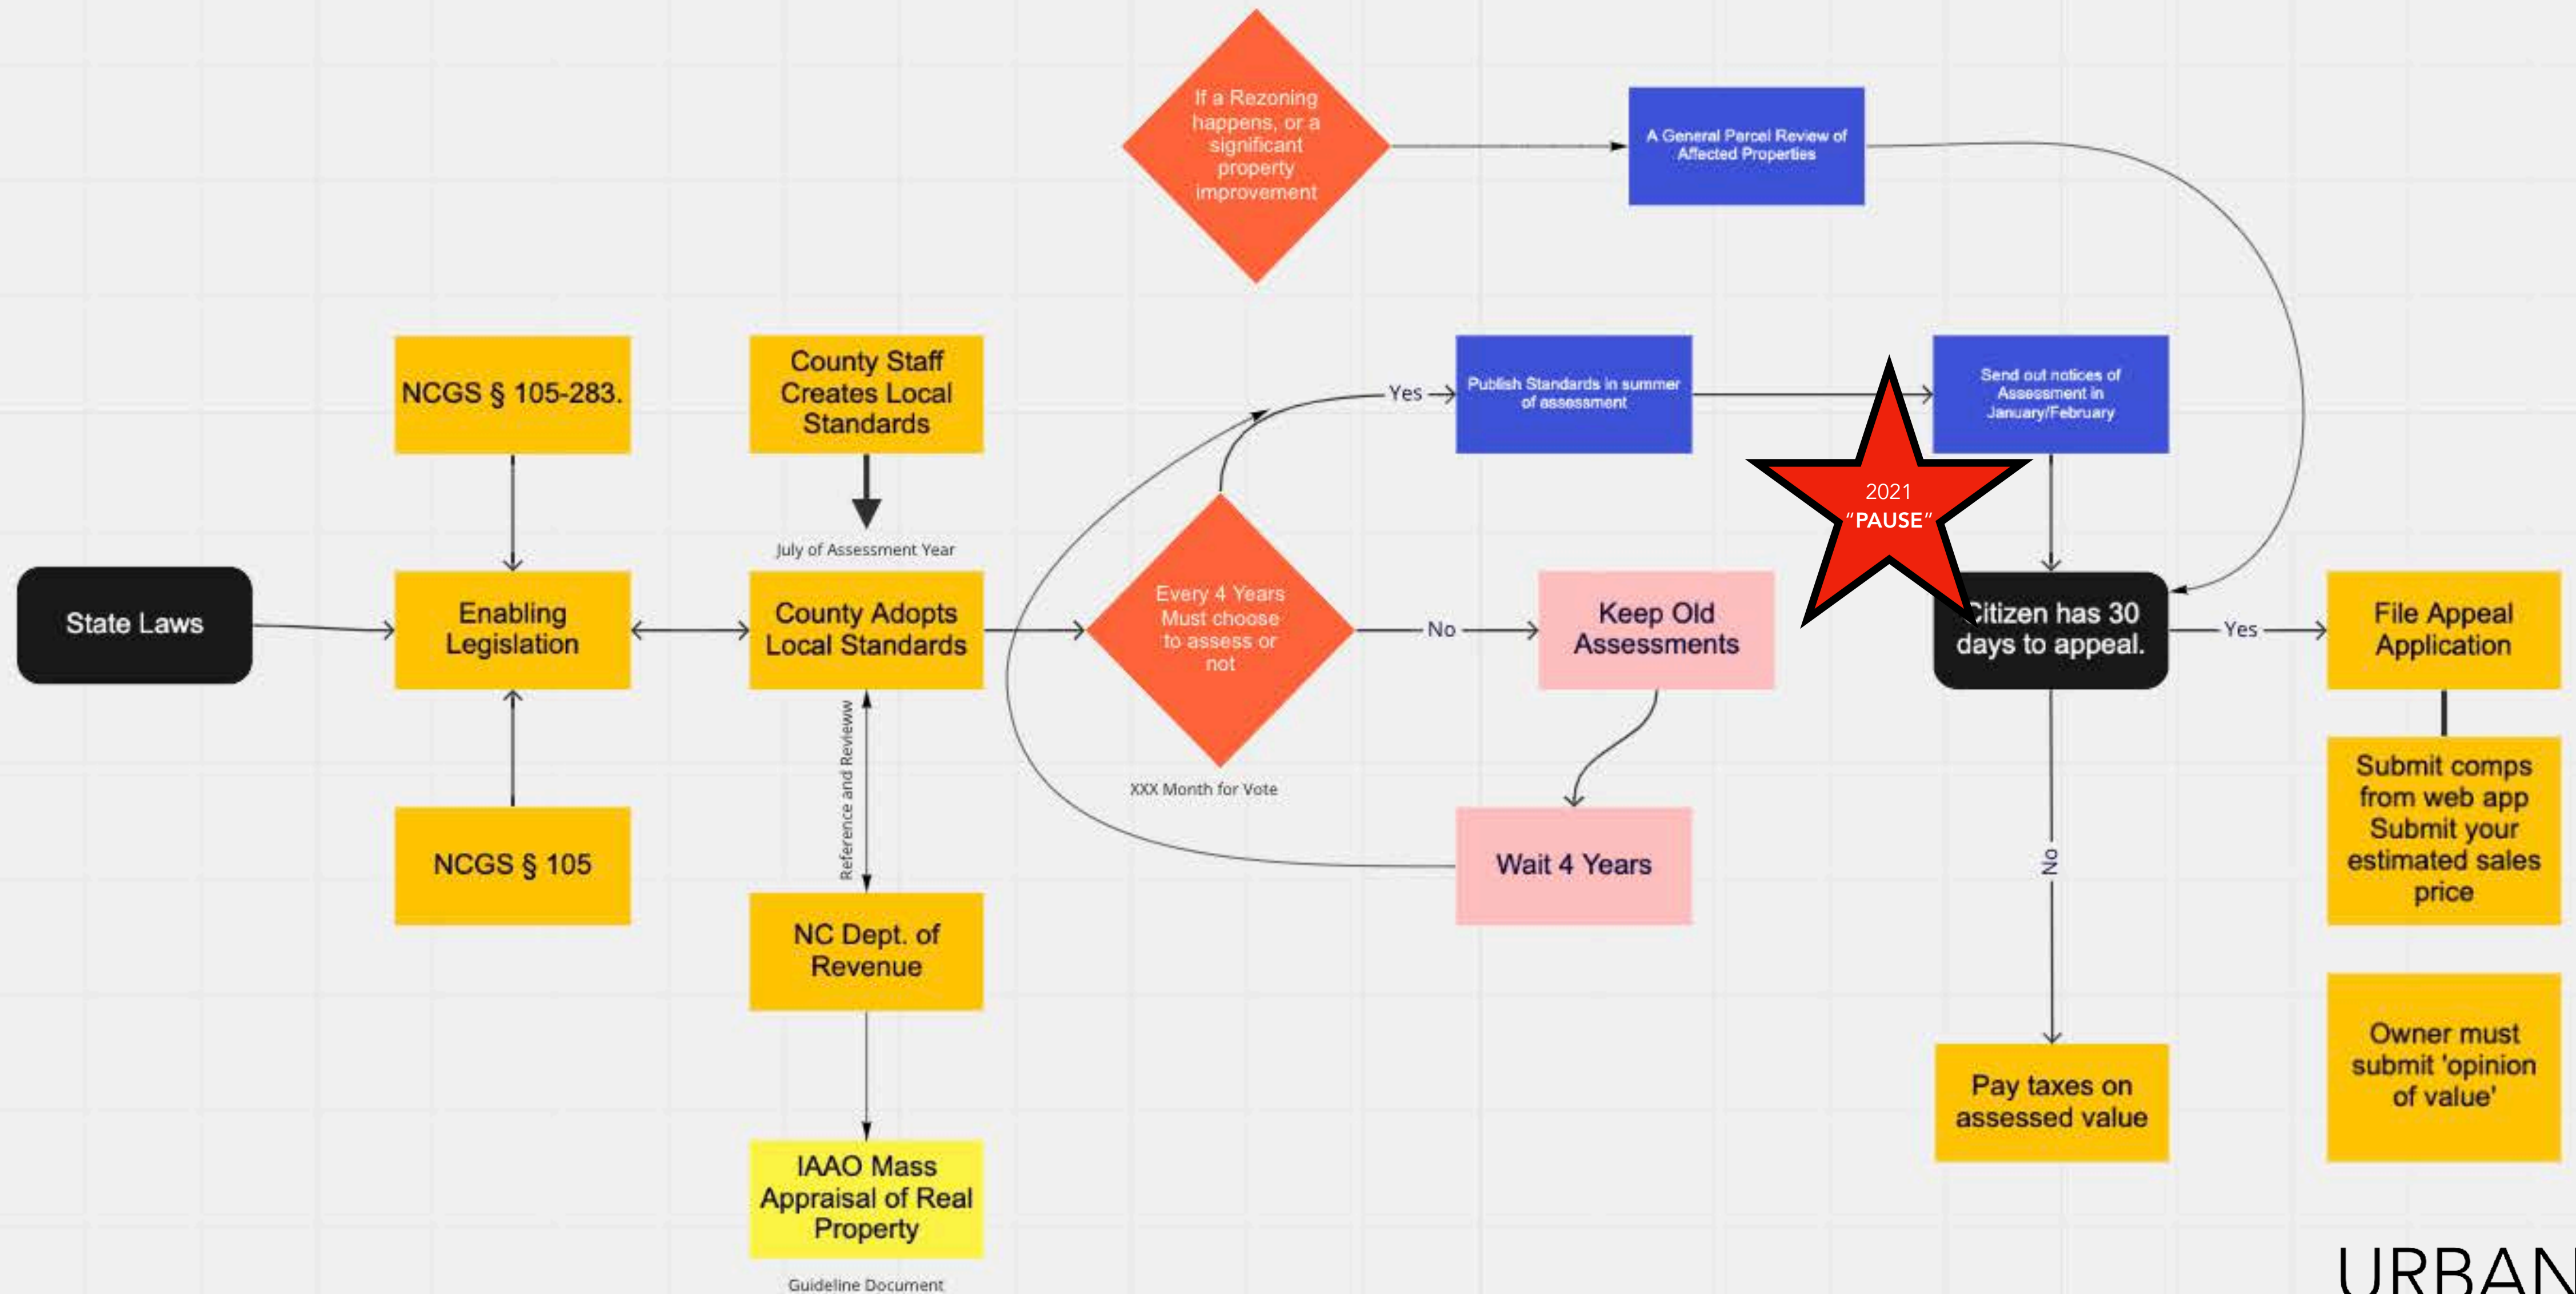 If a Rezoning
happens, or a
significant
property
improvement
A General Parcel Review of
Affected Properties
NCGS § 105-283.
County Staff
Creates Local
Standards
Yes
Publish Standards in summer
of assessment
Send out notices of
Assessment in
January/February
2021
"PAUSE"
July of Assessment Year
State Laws
Enabling
Legislation
County Adopts
Local Standards
Every 4 Years
Must choose
to assess or
not
No
Keep Old
Assessments
Citizen has 30
days to appeal.
Yes
File Appeal
Application
Reference and Revieww
XXX Month for Vote
NCGS § 105
Wait 4 Years
No
Submit comps
from web app
Submit your
estimated sales
price
NC Dept. of
Revenue
Owner must
submit 'opinion
of value'
Pay taxes on
assessed value
IAAO Mass
Appraisal of Real
Property
Guideline Document
URBAN